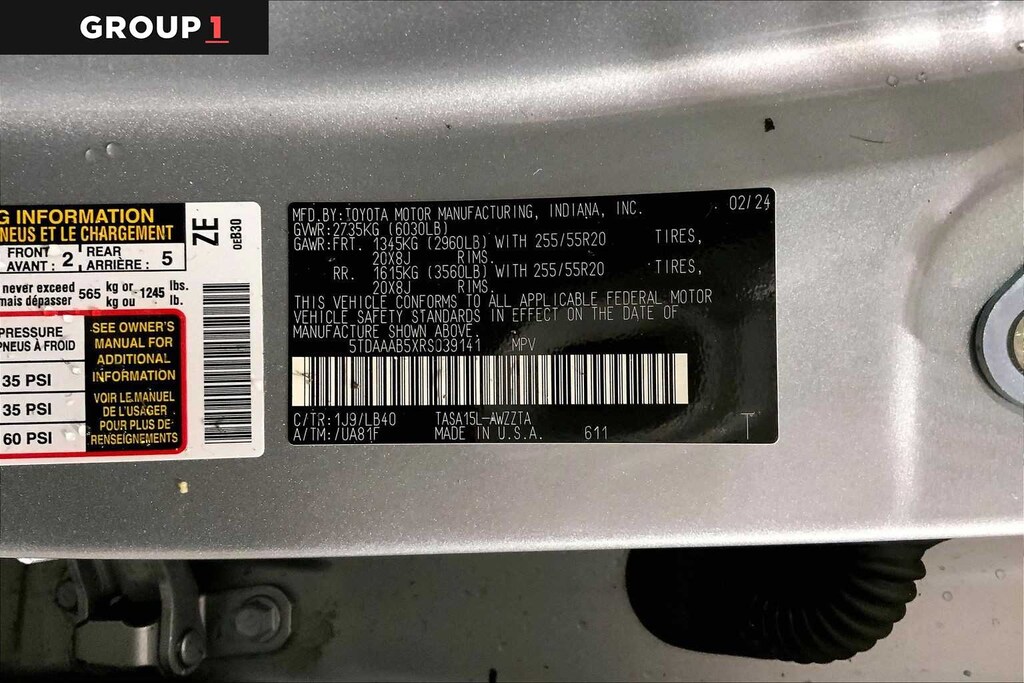 GROUP 1
G INFORMATION
NEUS ET LE CHARGEMENT
FRONT AVANT : 2 REAR ARRIÈRE : 5
never exceed 565 kg or 1245 lbs.
mais dépasser kg ou lb.
PRESSURE
PNEUS À FROID
35 PSI
35 PSI
60 PSI
SEE OWNER'S
MANUAL FOR
ADDITIONAL
INFORMATION
VOIR LE MANUEL
DE L'USAGER
POUR PLUS DE
RENSEIGNEMENTS
ZE
0EB30
MFD.BY:TOYOTA MOTOR MANUFACTURING, INDIANA, INC. 02/24
GVWR:2735KG (6030LB)
GAWR:FRT. 1345KG (2960LB) WITH 255/55R20 TIRES,
20X8J RIMS.
RR. 1615KG (3560LB) WITH 255/55R20 TIRES,
20X8J RIMS.
THIS VEHICLE CONFORMS TO ALL APPLICABLE FEDERAL MOTOR
VEHICLE SAFETY STANDARDS IN EFFECT ON THE DATE OF
MANUFACTURE SHOWN ABOVE.
5TDAAAB5XRS039141 MPV
C/TR:1J9/LB40 TASA15L-AWZZTA
A/TM:/UA81F MADE IN U.S.A. 611 T